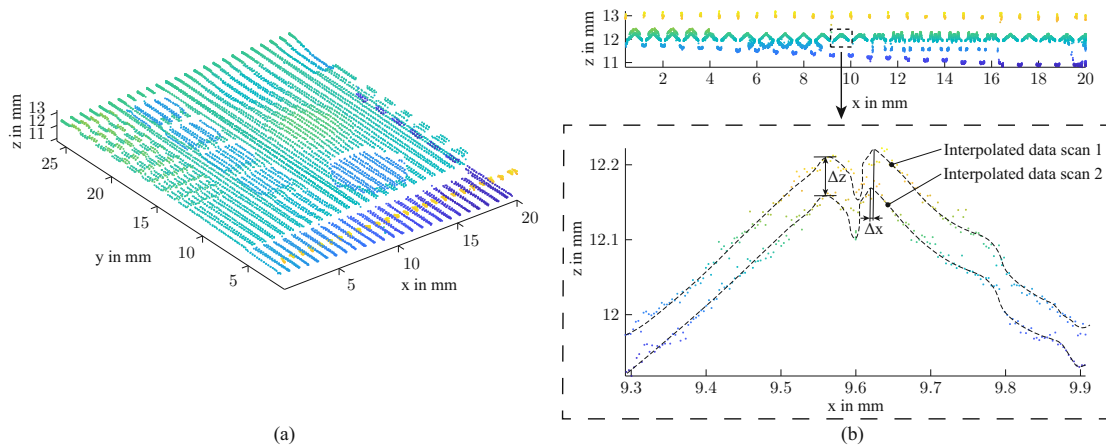 z in mm
13
12
11
25
20
15
10
5
y in mm
5
10
15
20
x in mm
(a)
z in mm
12
11
2 4 6 8 10 12 14 16 18 20
x in mm
12.2
12.1
12
z in mm
Δz
Δx
Interpolated data scan 1
Interpolated data scan 2
9.3 9.4 9.5 9.6 9.7 9.8 9.9
x in mm
(b)